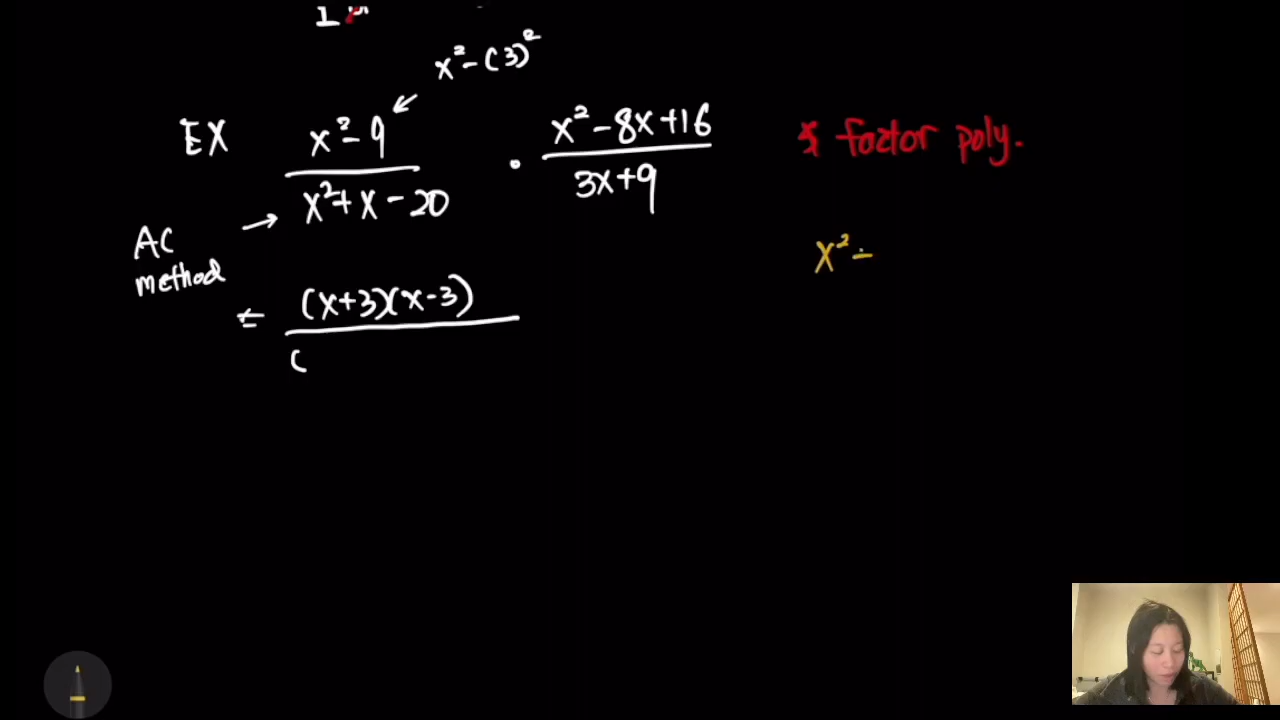 x² - (3)²
EX x² - 9 / x² + x - 20 · x² - 8x + 16 / 3x + 9 * factor poly.
AC method →
x² -
= (x+3)(x-3) / (